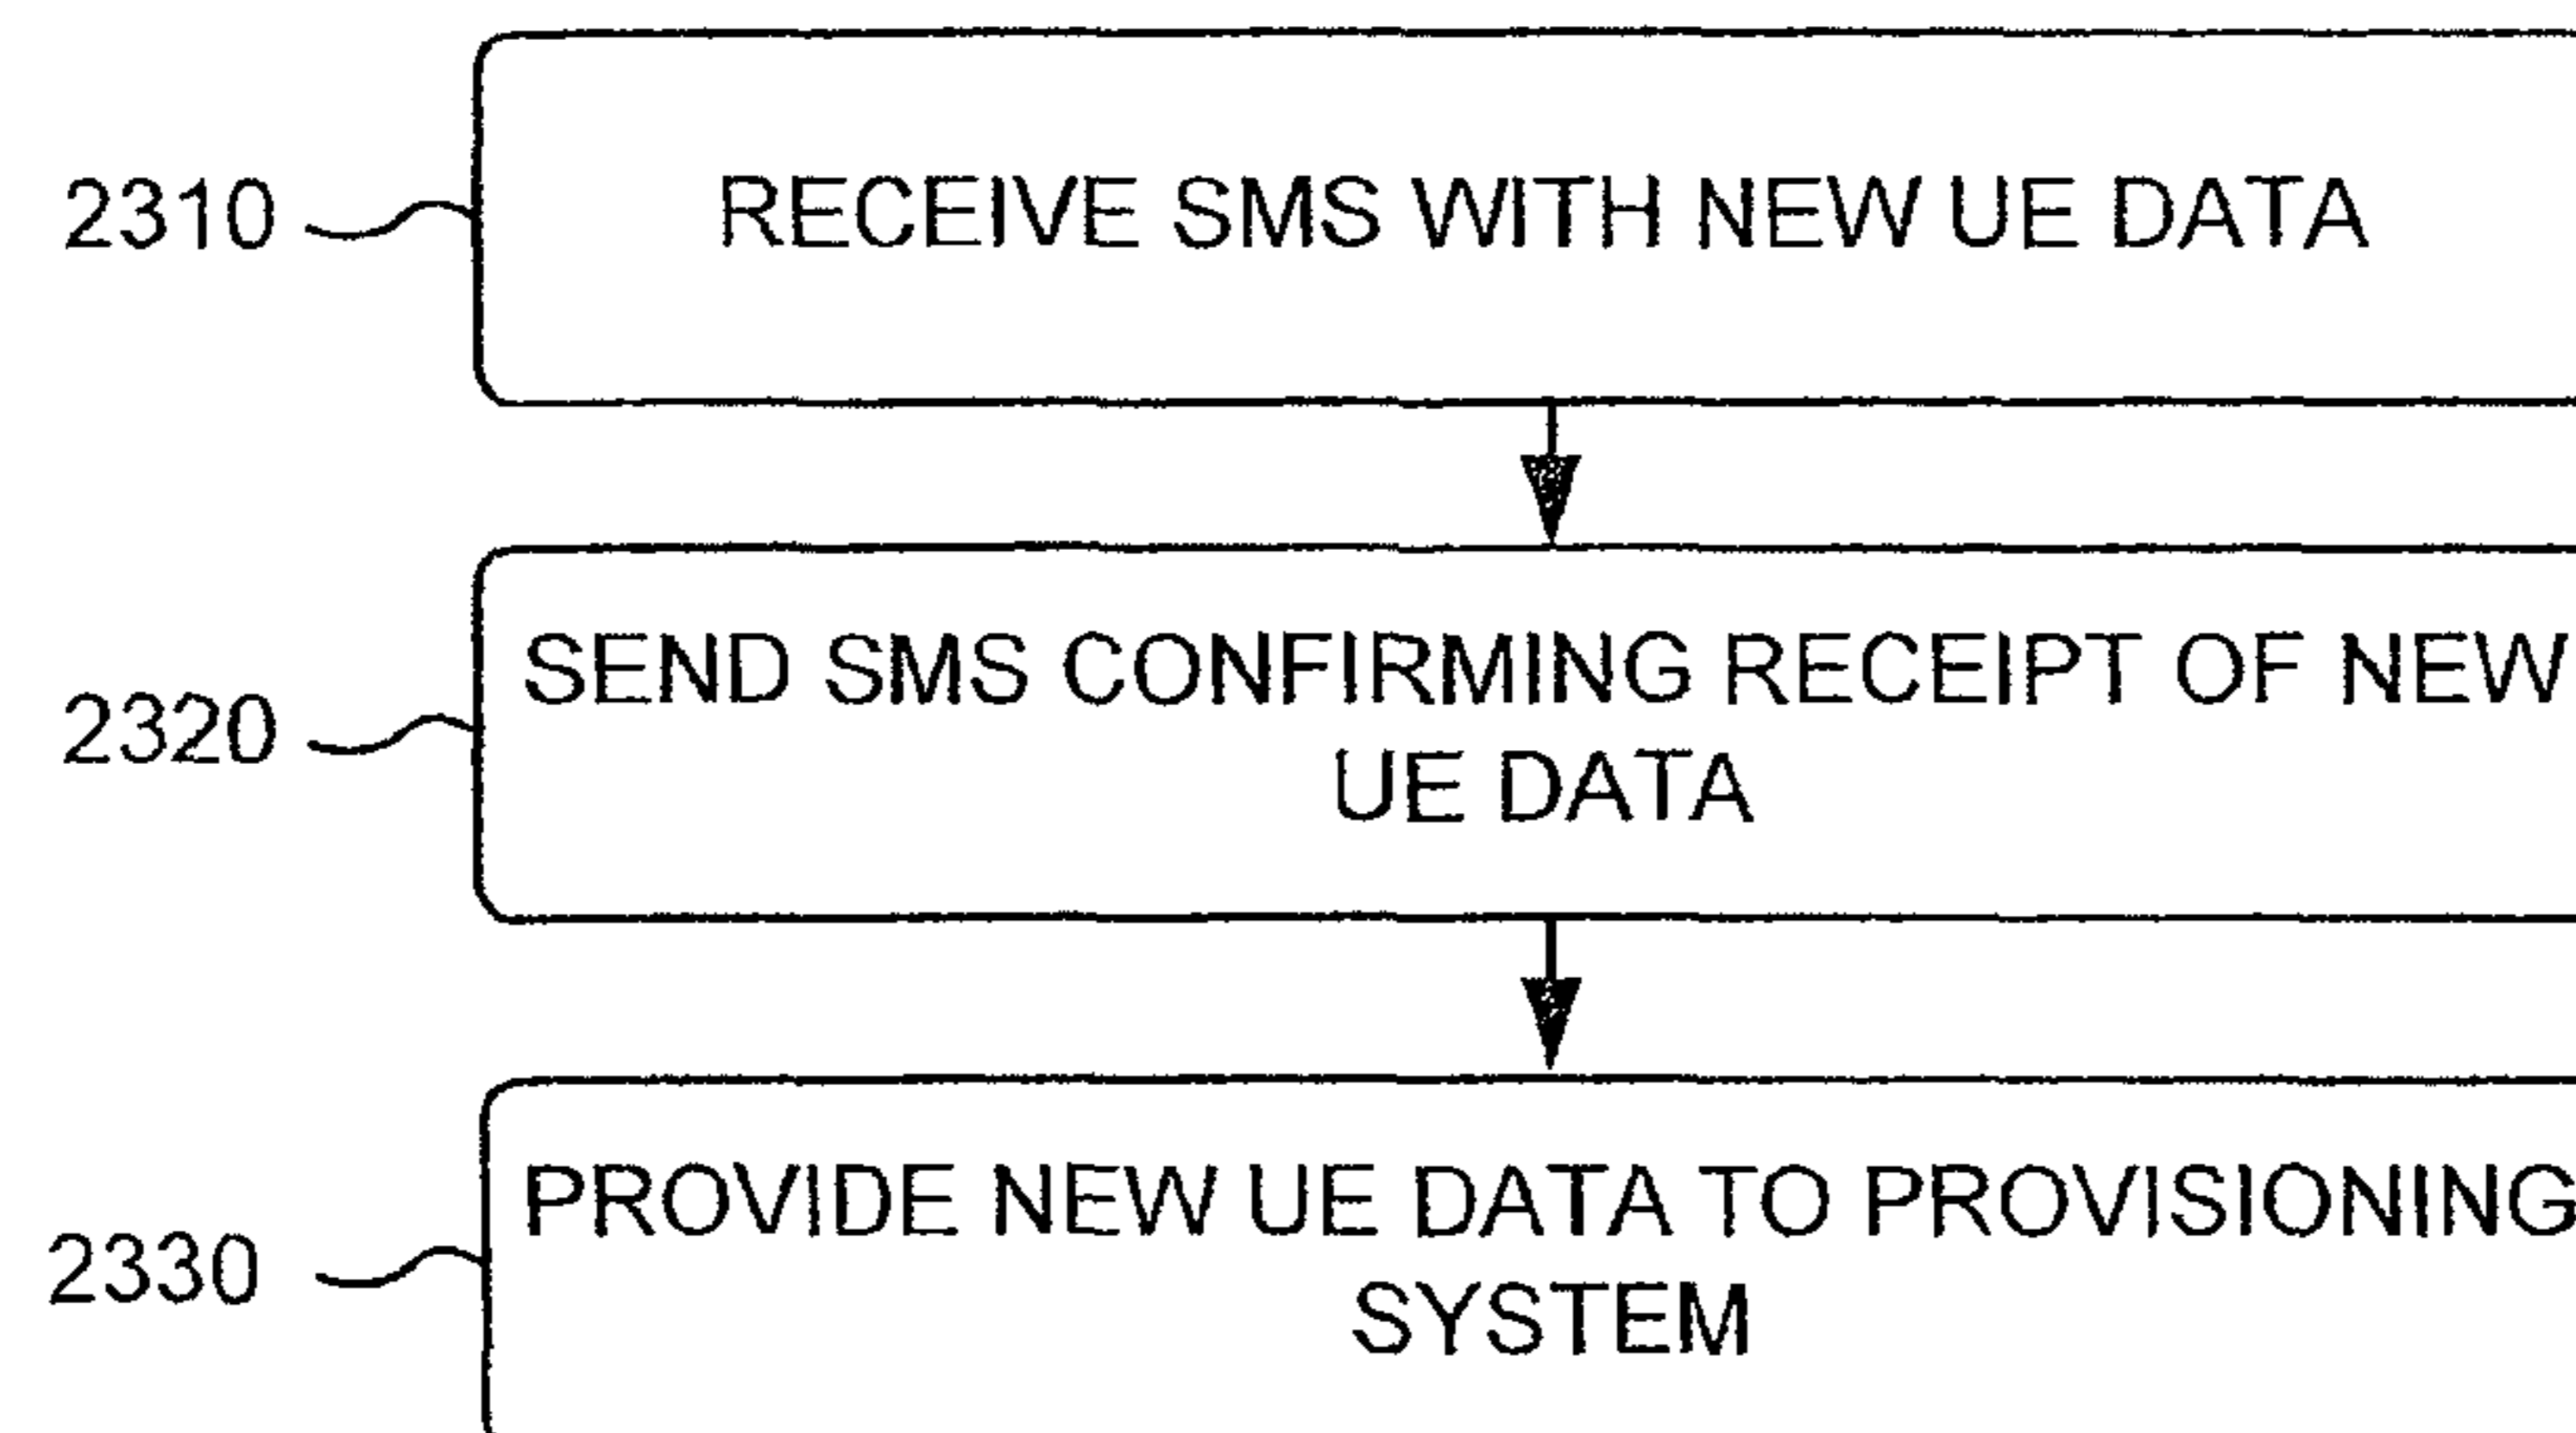 2310
RECEIVE SMS WITH NEW UE DATA
2320
SEND SMS CONFIRMING RECEIPT OF NEW
UE DATA
2330
PROVIDE NEW UE DATA TO PROVISIONING
SYSTEM